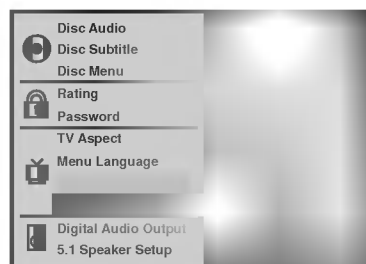 Disc Audio
Disc Subtitle
Disc Menu
Rating
Password
TV Aspect
Menu Language
Digital Audio Output
5.1 Speaker Setup